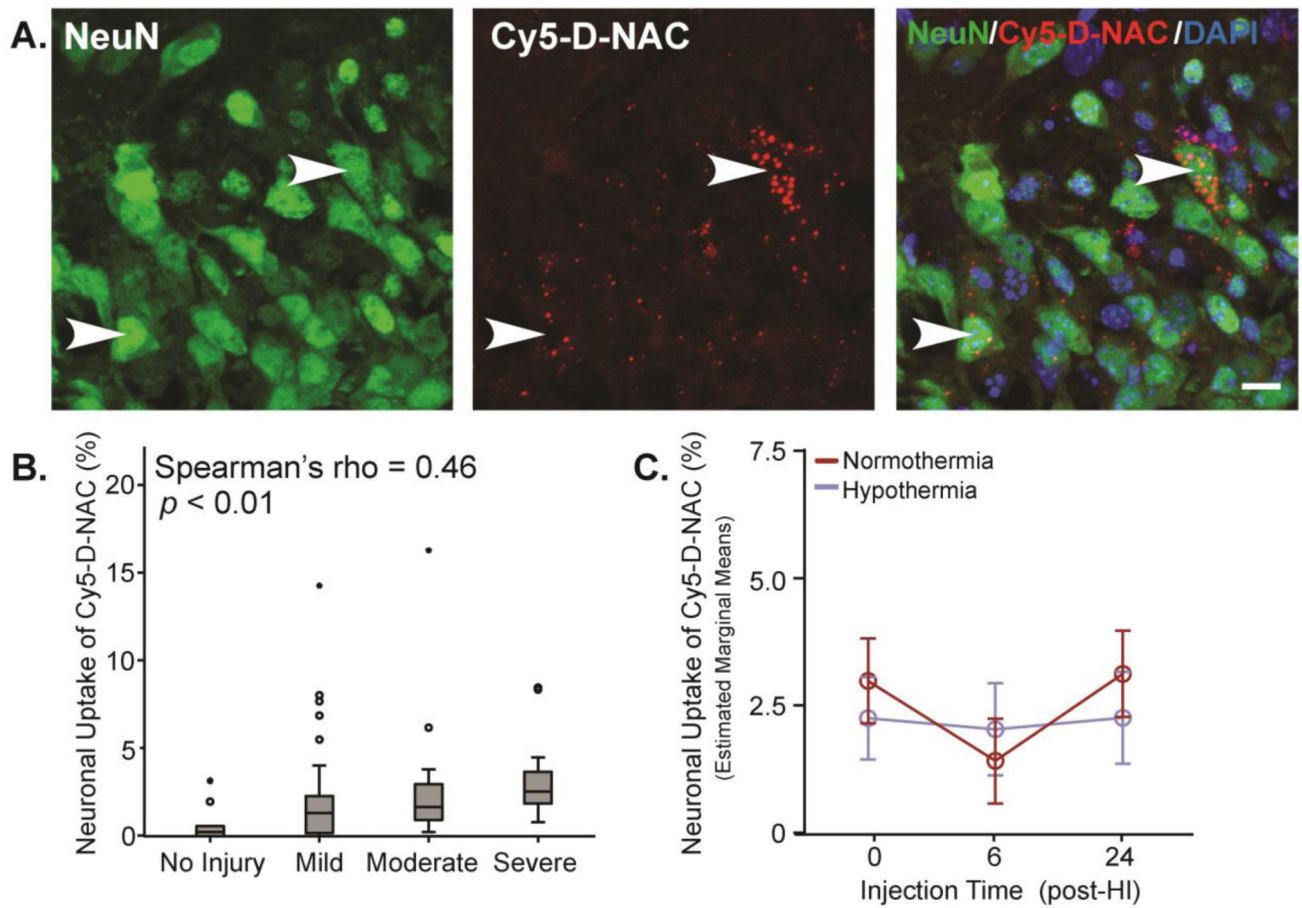 A.
NeuN
Cy5-D-NAC
NeuN/Cy5-D-NAC/DAPI
B.
Neuronal Uptake of Cy5-D-NAC (%)
Spearman's rho = 0.46
p < 0.01
20
15
10
5
0
No Injury
Mild
Moderate
Severe
C.
Neuronal Uptake of Cy5-D-NAC (%)
(Estimated Marginal Means)
Normothermia
Hypothermia
7.5
5.0
2.5
0
0
6
24
Injection Time (post-HI)